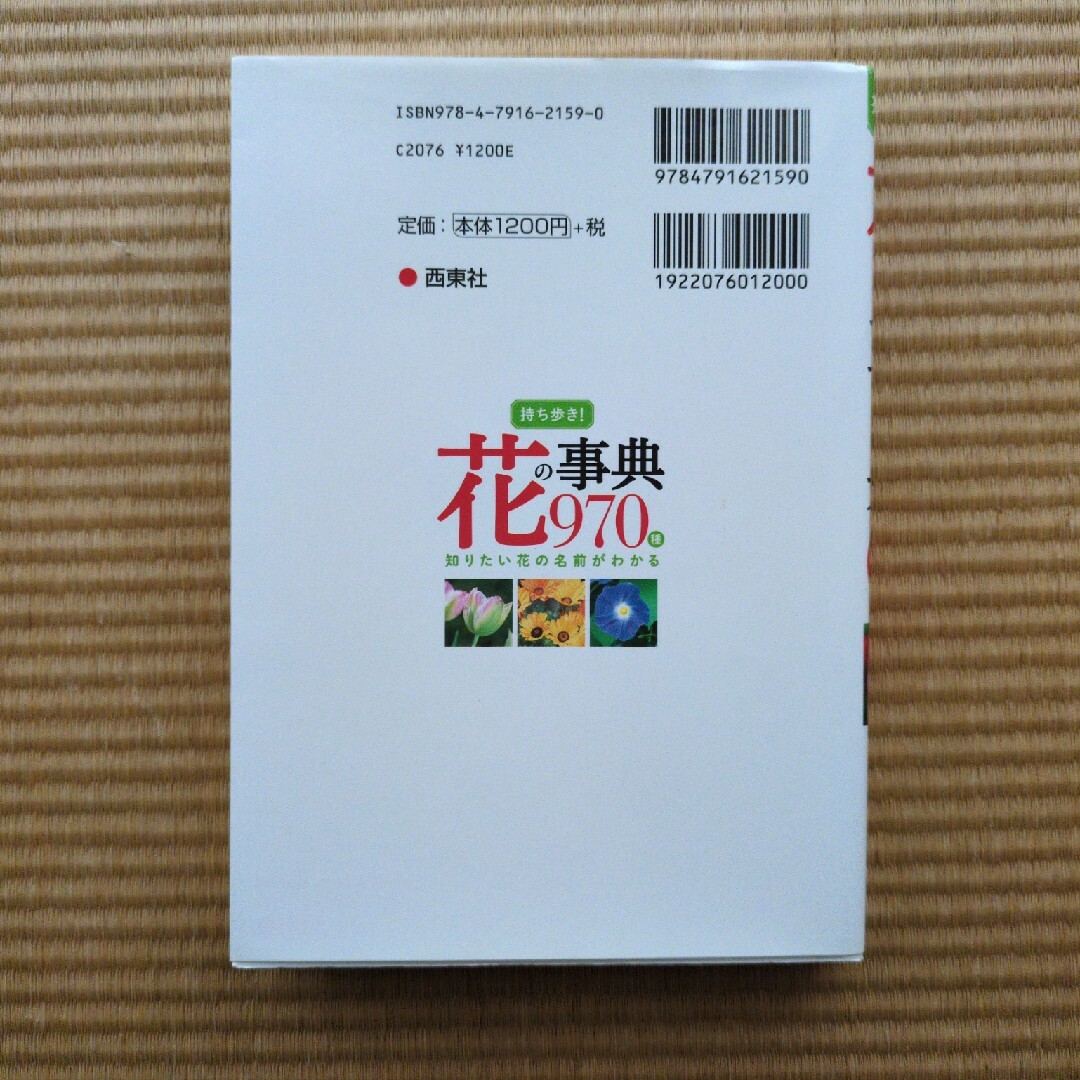 ISBN978-4-7916-2159-0
C2076 ¥1200E
9784791621590
定価：本体1200円+税
1922076012000
●西東社
持ち歩き！
花の事典
970種
知りたい花の名前がわかる